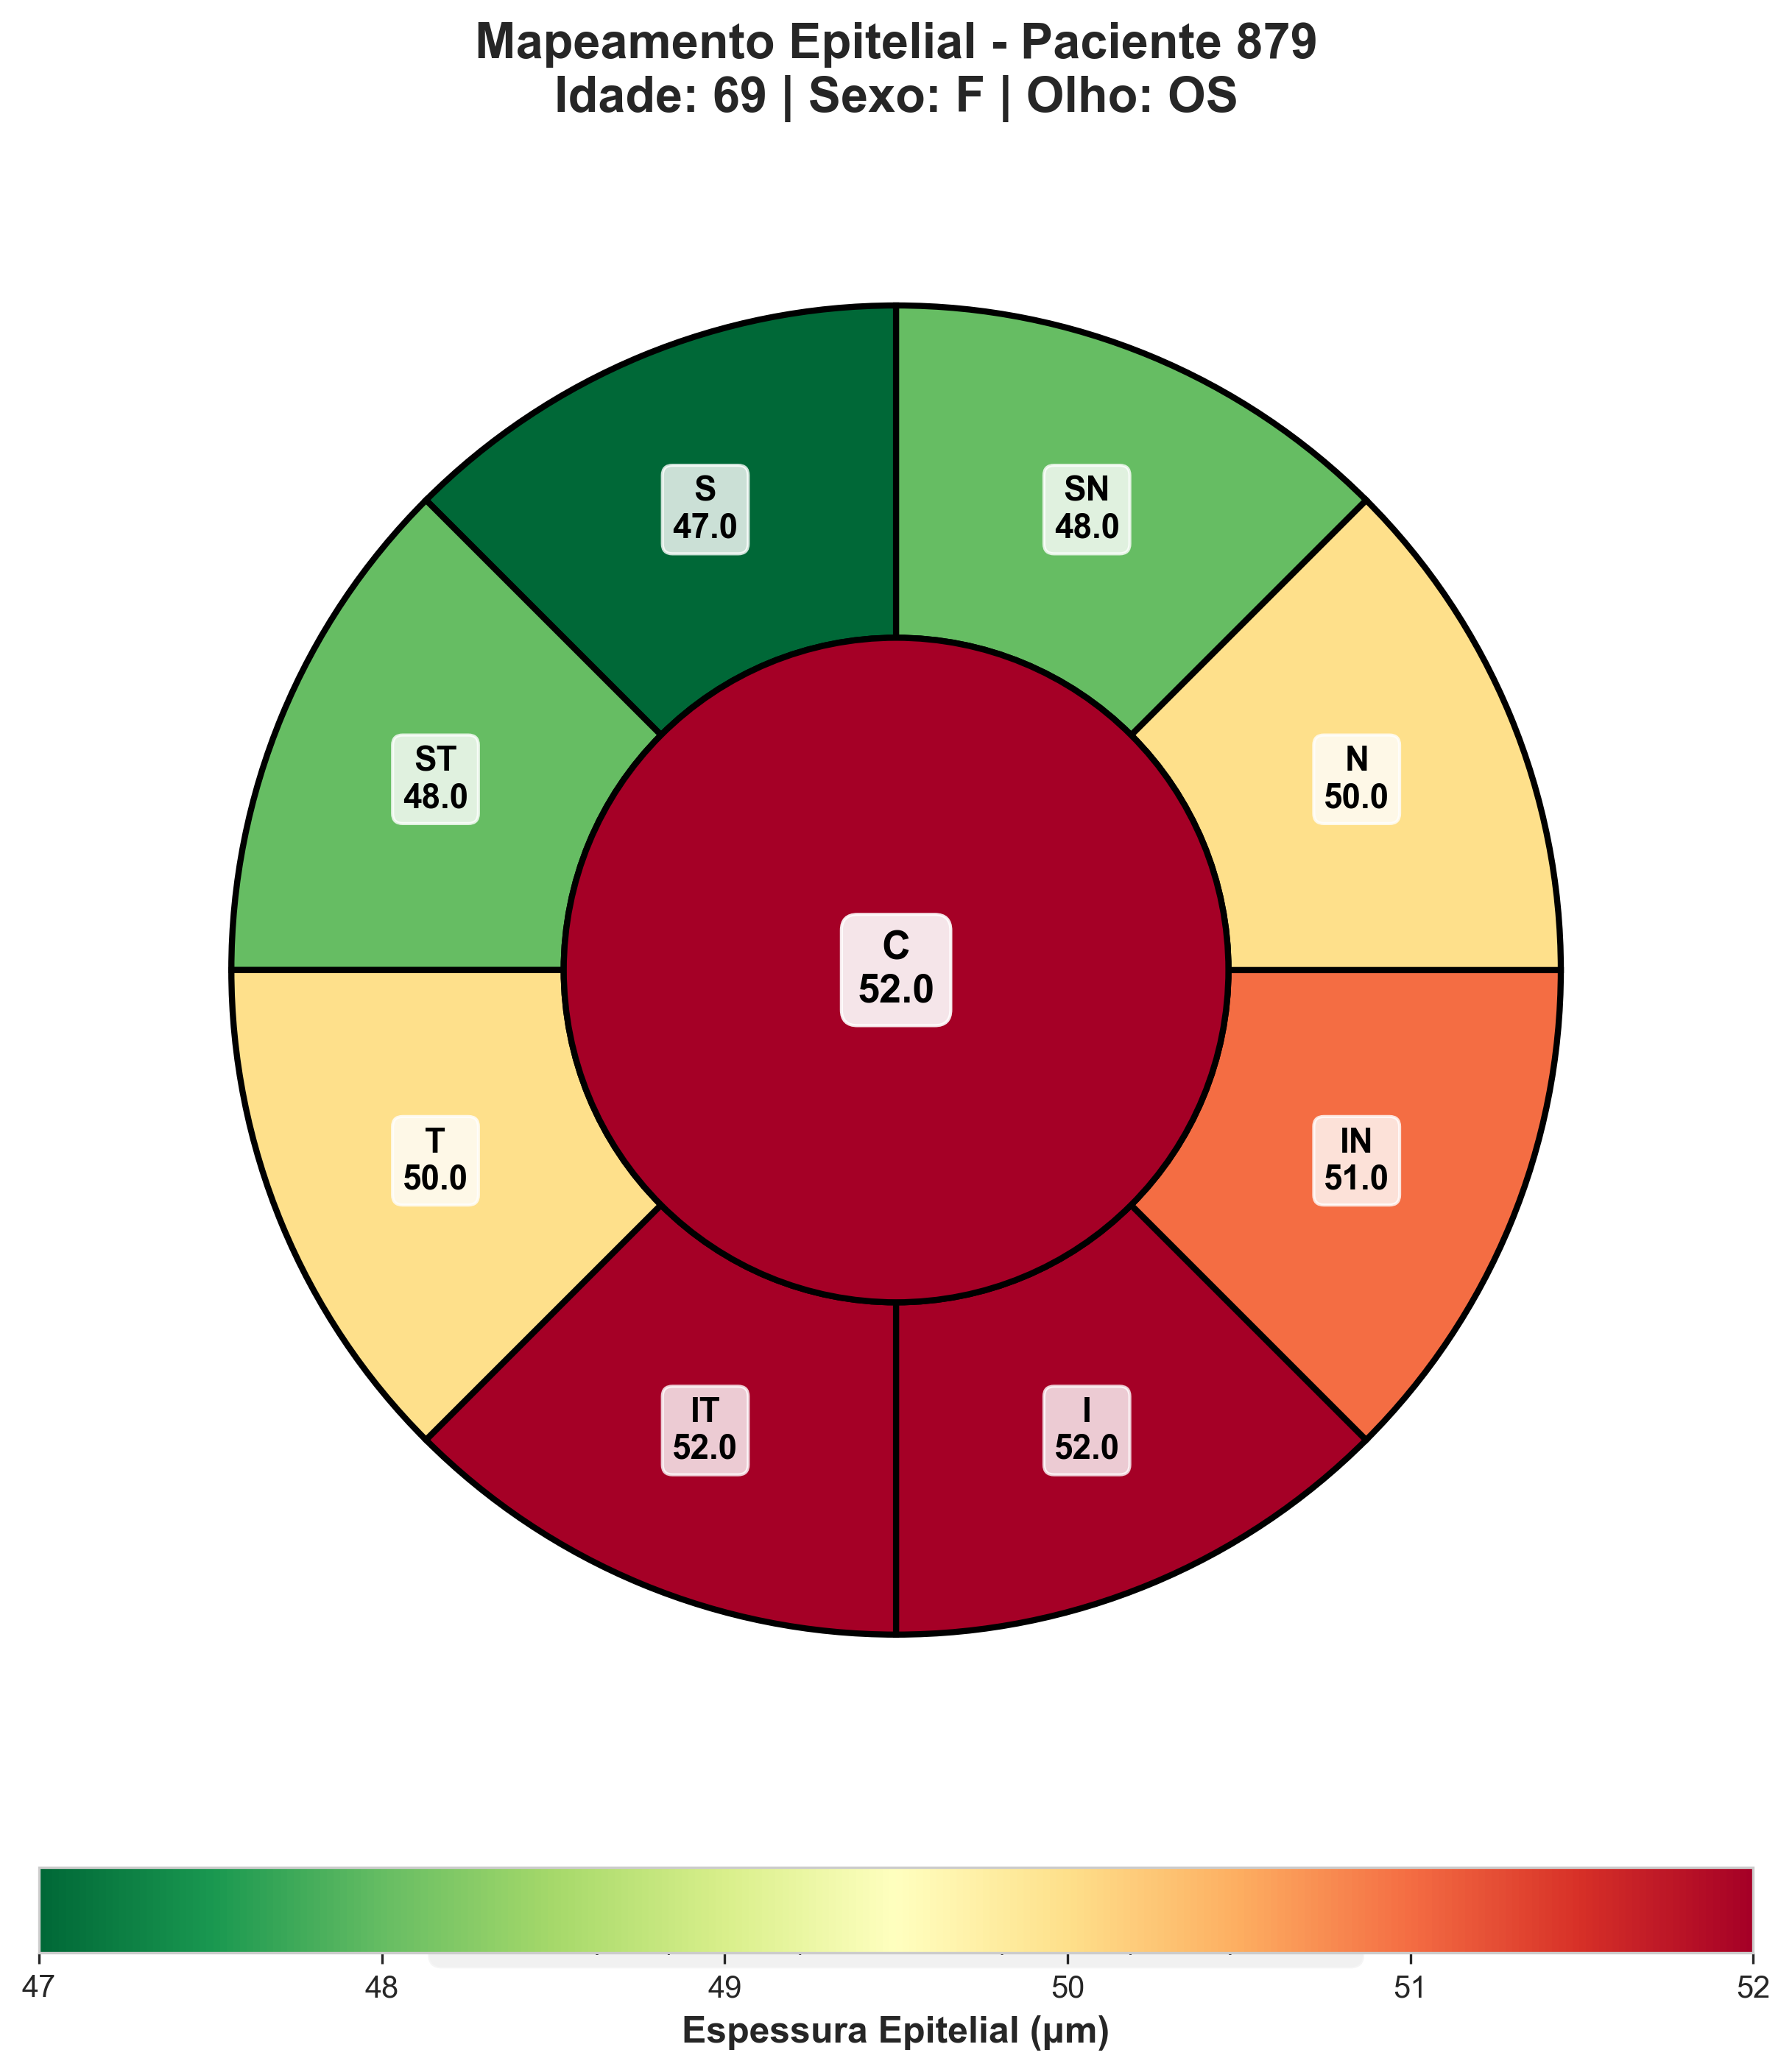 Mapeamento Epitelial - Paciente 879
Idade: 69 | Sexo: F | Olho: OS
S
47.0
SN
48.0
ST
48.0
N
50.0
C
52.0
T
50.0
IN
51.0
IT
52.0
I
52.0
47 48 49 50 51 52
Espessura Epitelial (µm)